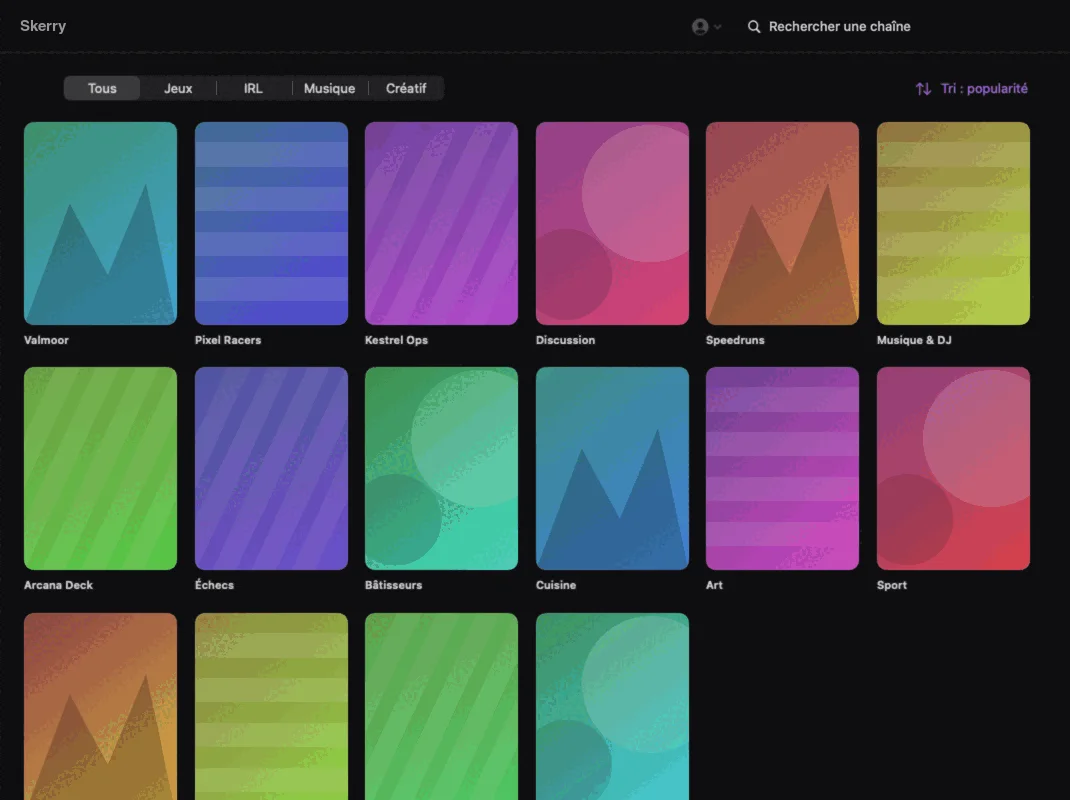 Skerry
Rechercher une chaîne
Tous
Jeux
IRL
Musique
Créatif
Tri : popularité
Valmoor
Pixel Racers
Kestrel Ops
Discussion
Speedruns
Musique & DJ
Arcana Deck
Échecs
Bâtisseurs
Cuisine
Art
Sport